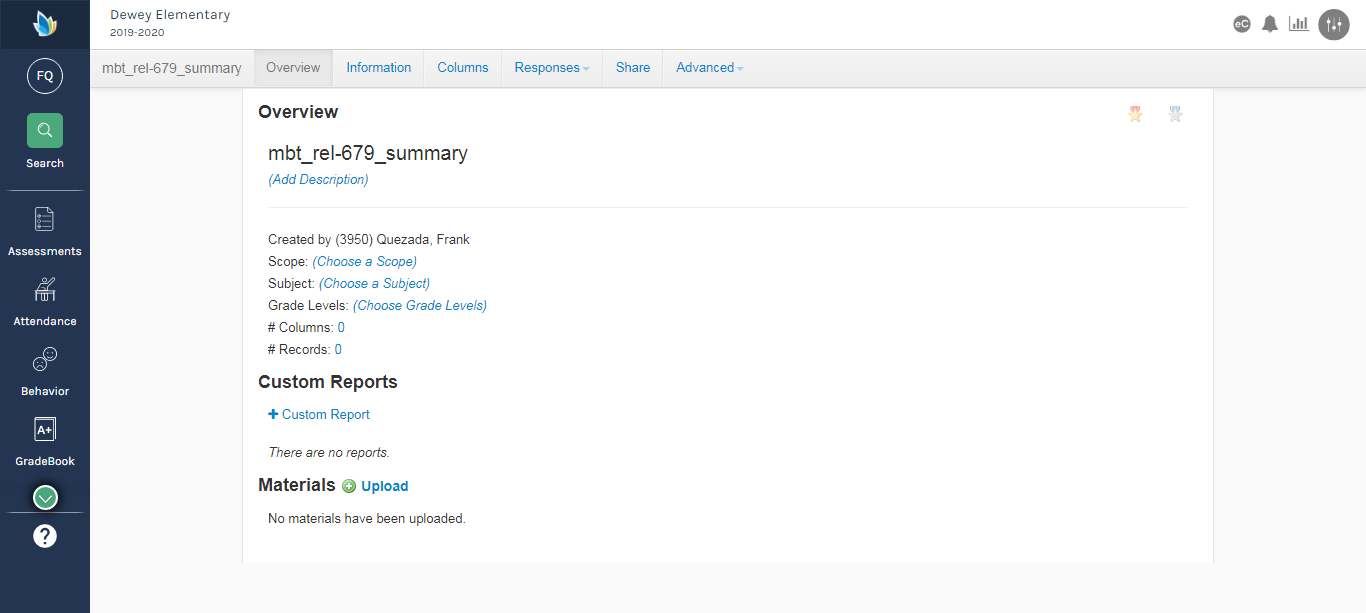 Dewey Elementary
2019-2020
eC
mbt_rel-679_summary Overview Information Columns Responses Share Advanced
FQ
Search
Assessments
Attendance
Behavior
A+
GradeBook
?
Overview
mbt_rel-679_summary
(Add Description)
Created by (3950) Quezada, Frank
Scope: (Choose a Scope)
Subject: (Choose a Subject)
Grade Levels: (Choose Grade Levels)
# Columns: 0
# Records: 0
Custom Reports
+ Custom Report
There are no reports.
Materials Upload
No materials have been uploaded.